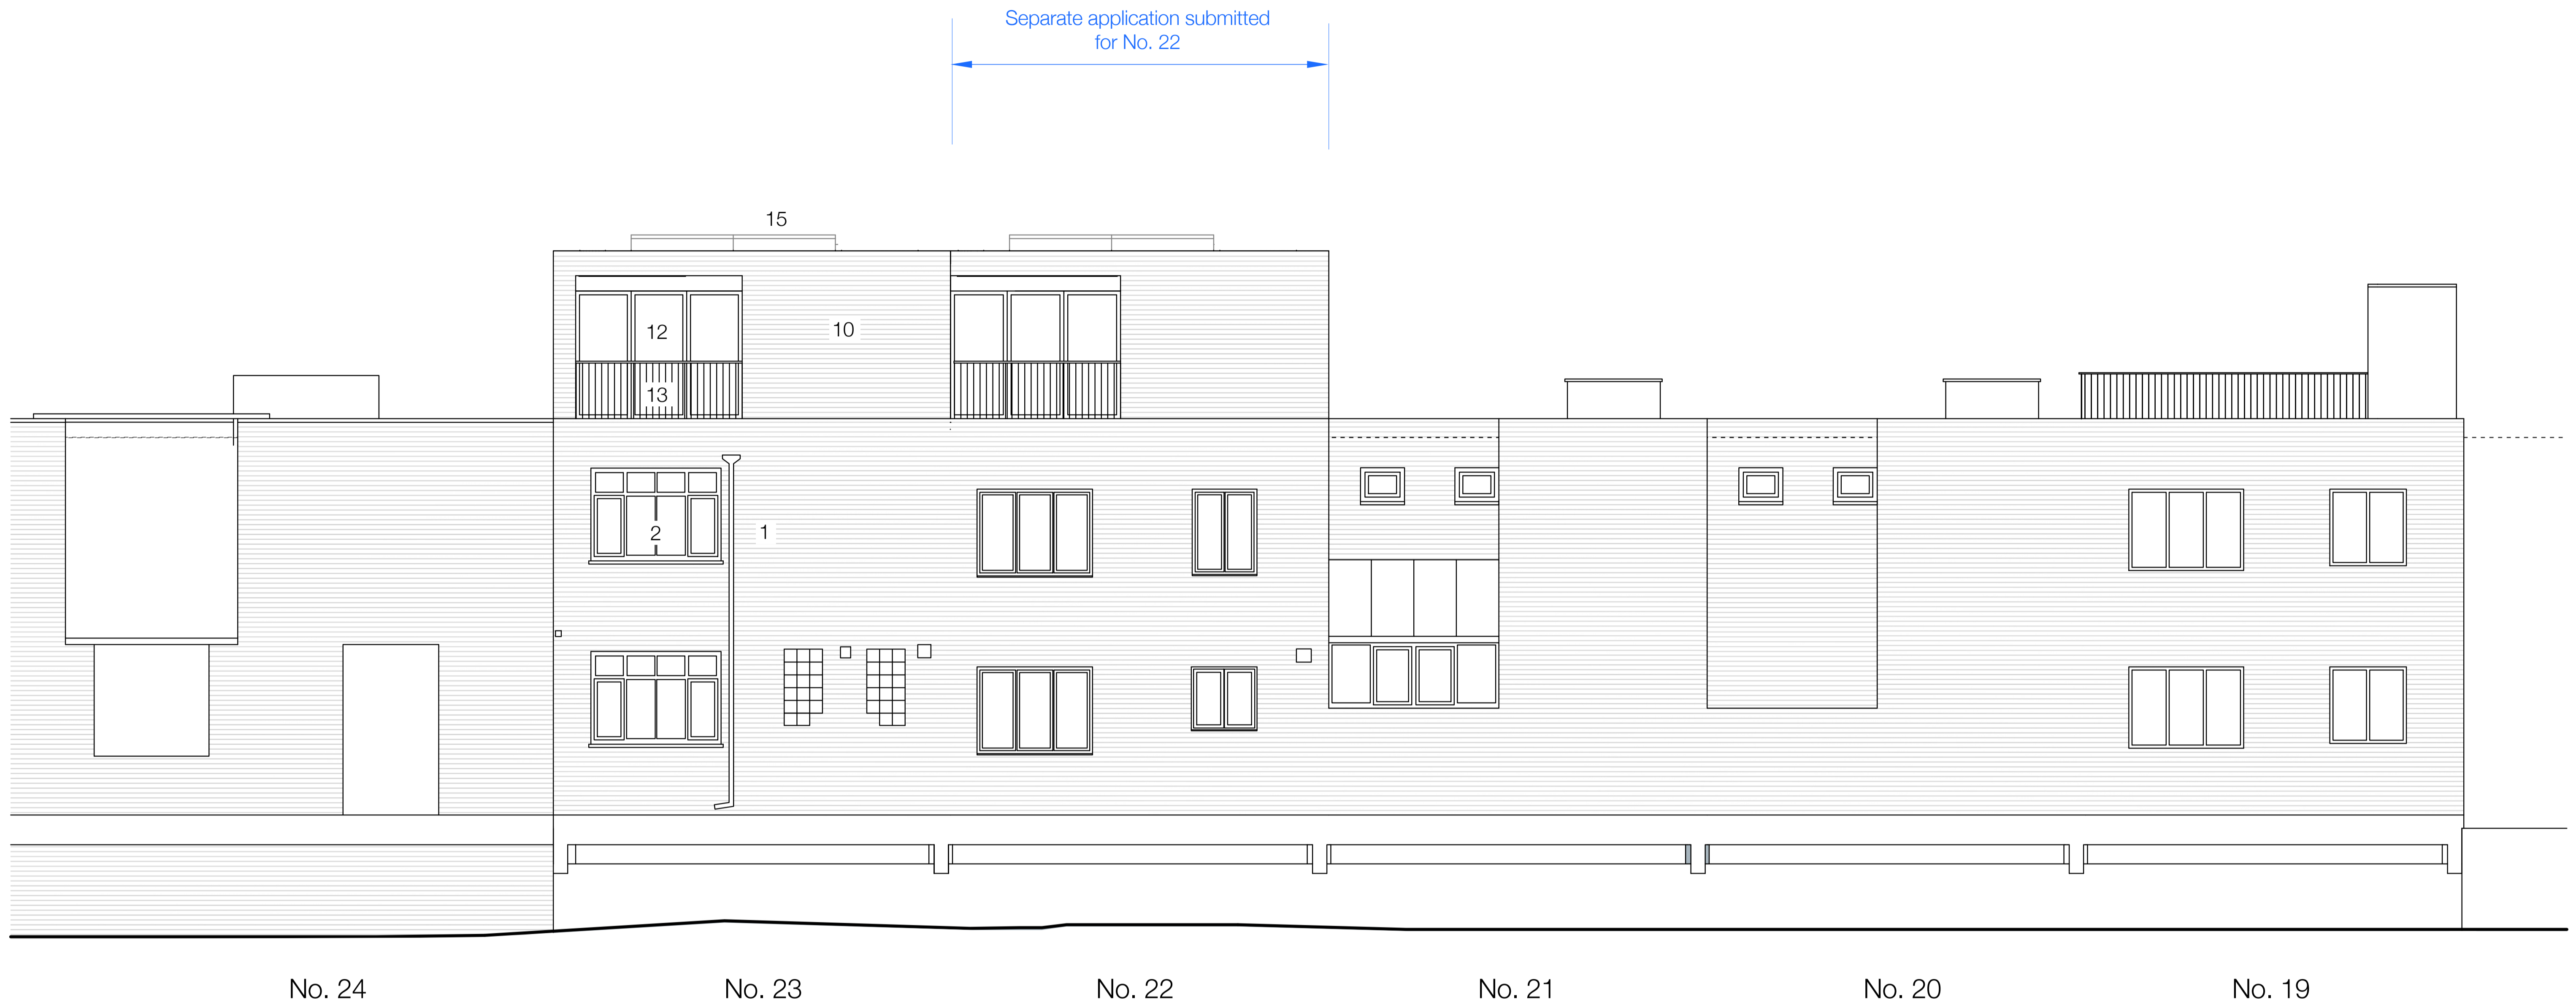 Separate application submitted
for No. 22
15
12
10
13
2
1
No. 24
No. 23
No. 22
No. 21
No. 20
No. 19